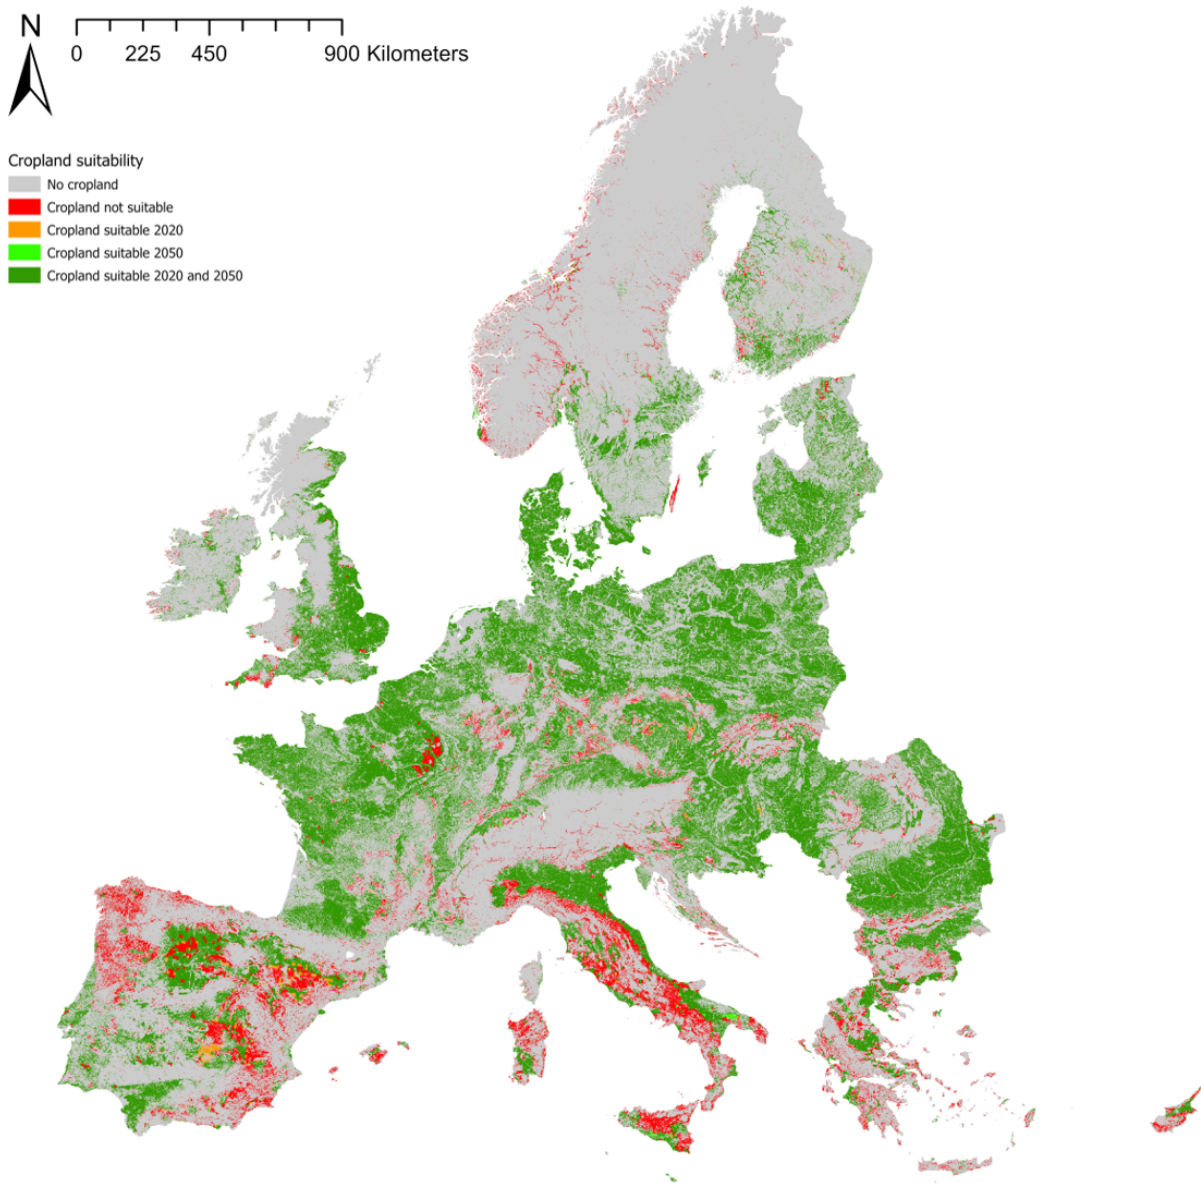 N
0 225 450 900 Kilometers
Cropland suitability
No cropland
Cropland not suitable
Cropland suitable 2020
Cropland suitable 2050
Cropland suitable 2020 and 2050